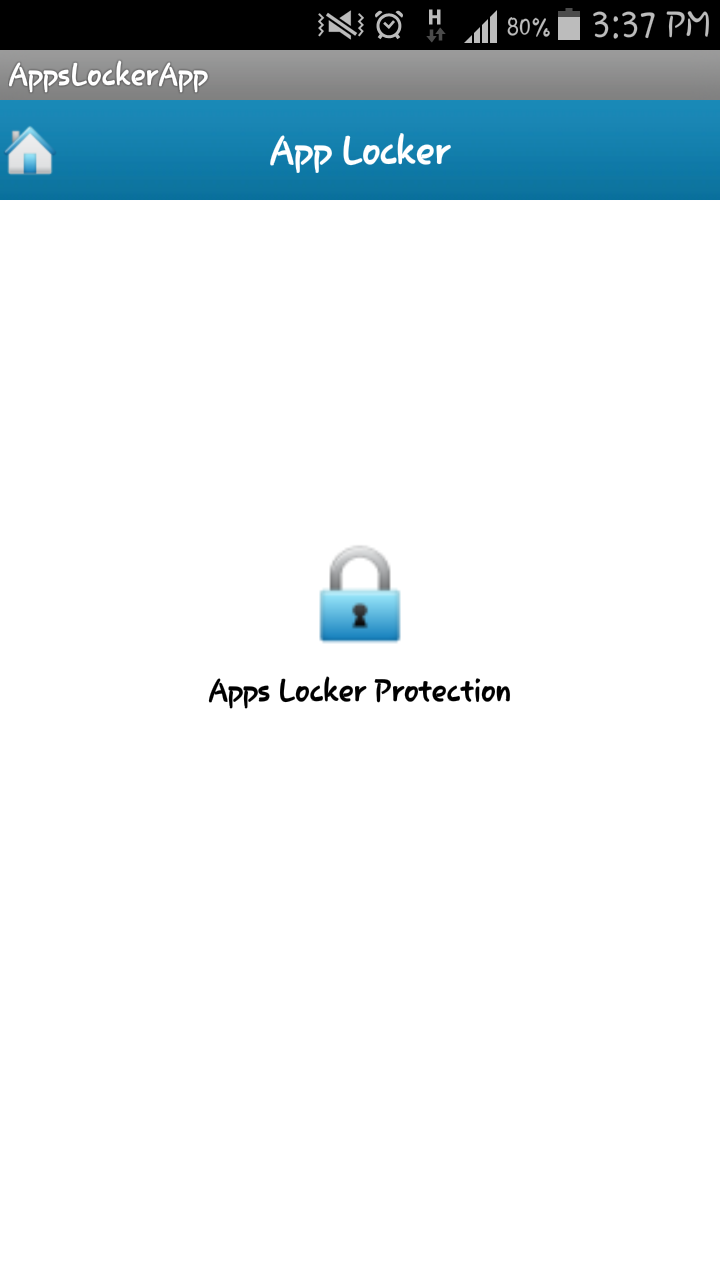 H 80% 3:37 PM
AppsLockerApp
App Locker
Apps Locker Protection